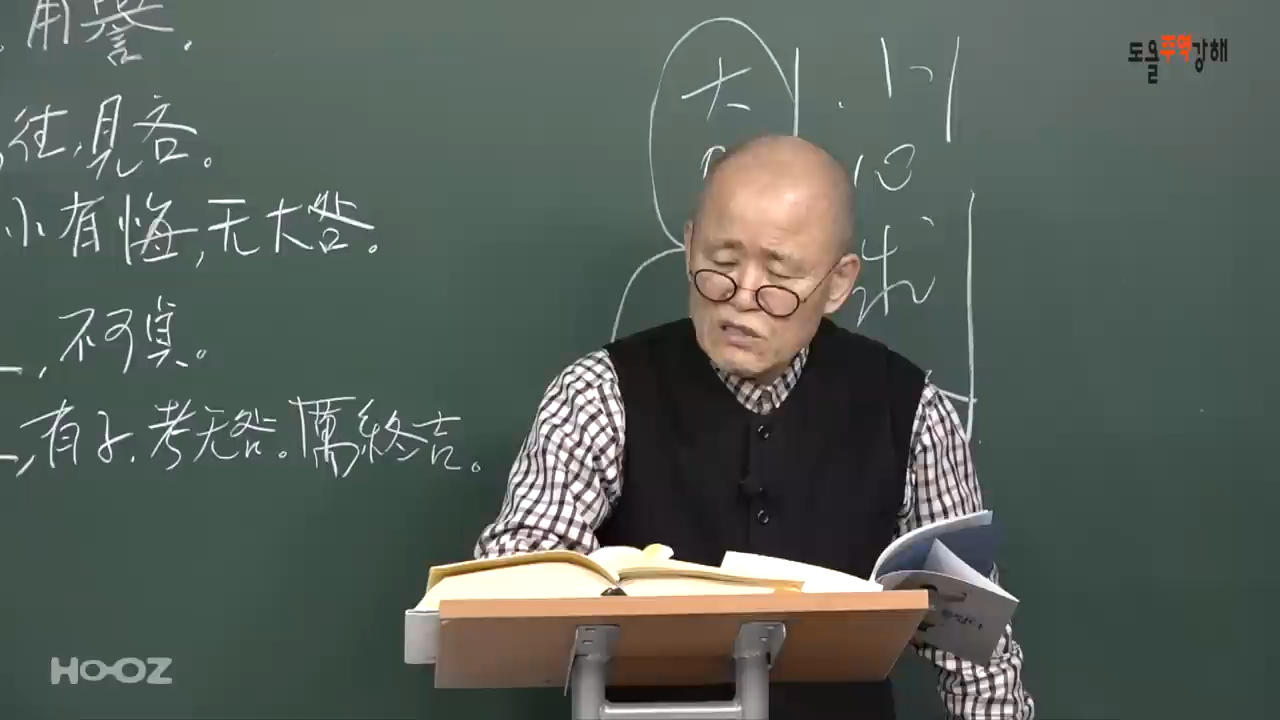 用譽.
往,見吝。
小有悔,无大咎。
,不可貞。
,有子,考无咎。厲終吉。
大
도올주역강해
HOOZ